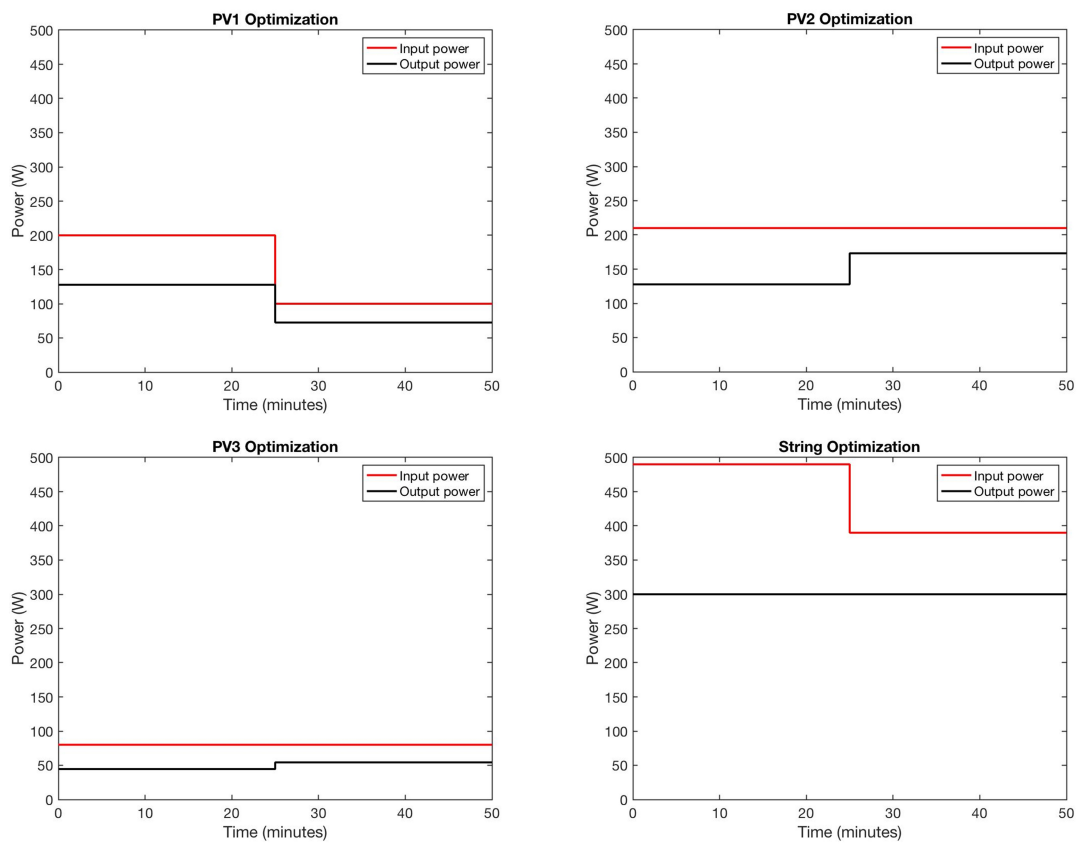 PV1 Optimization
500
450
400
350
300
250
200
150
100
50
0
Power (W)
Input power
Output power
0 10 20 30 40 50
Time (minutes)
PV2 Optimization
500
450
400
350
300
250
200
150
100
50
0
Power (W)
Input power
Output power
0 10 20 30 40 50
Time (minutes)
PV3 Optimization
500
450
400
350
300
250
200
150
100
50
0
Power (W)
Input power
Output power
0 10 20 30 40 50
Time (minutes)
String Optimization
500
450
400
350
300
250
200
150
100
50
0
Power (W)
Input power
Output power
0 10 20 30 40 50
Time (minutes)